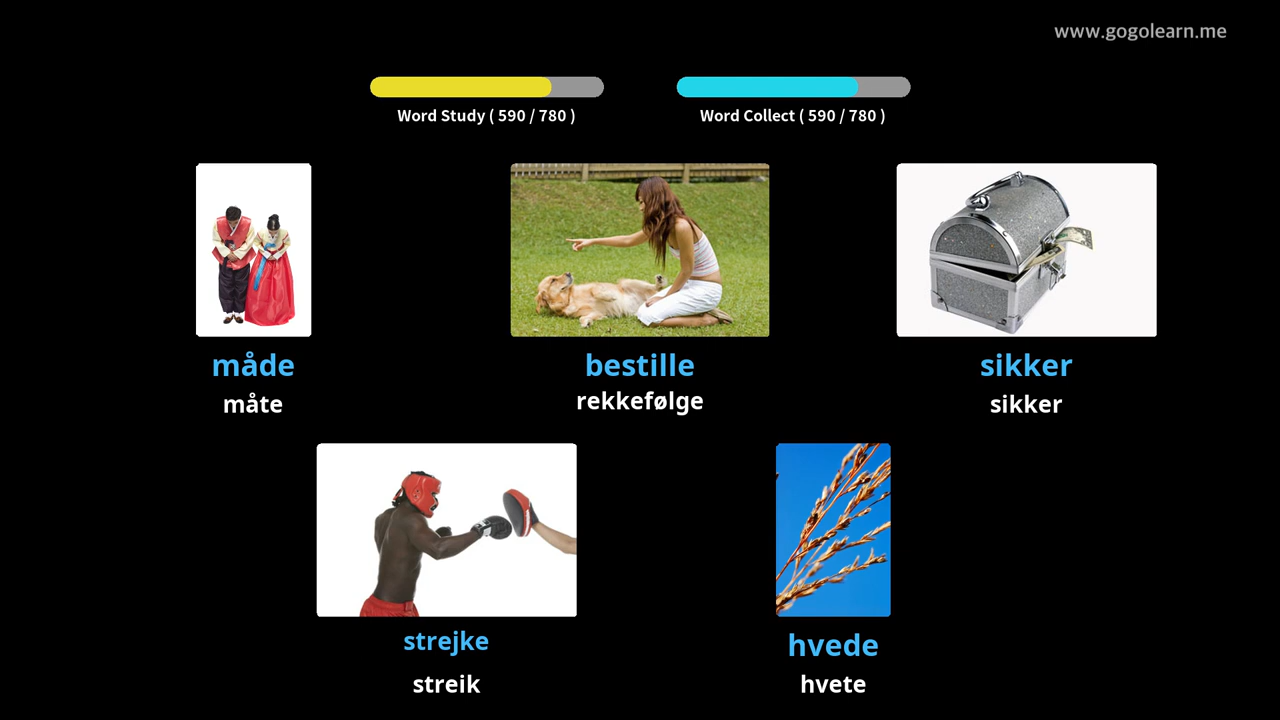 www.gogolearn.me
Word Study ( 590 / 780 )
Word Collect ( 590 / 780 )
måde
måte
bestille
rekkefølge
sikker
sikker
strejke
streik
hvede
hvete